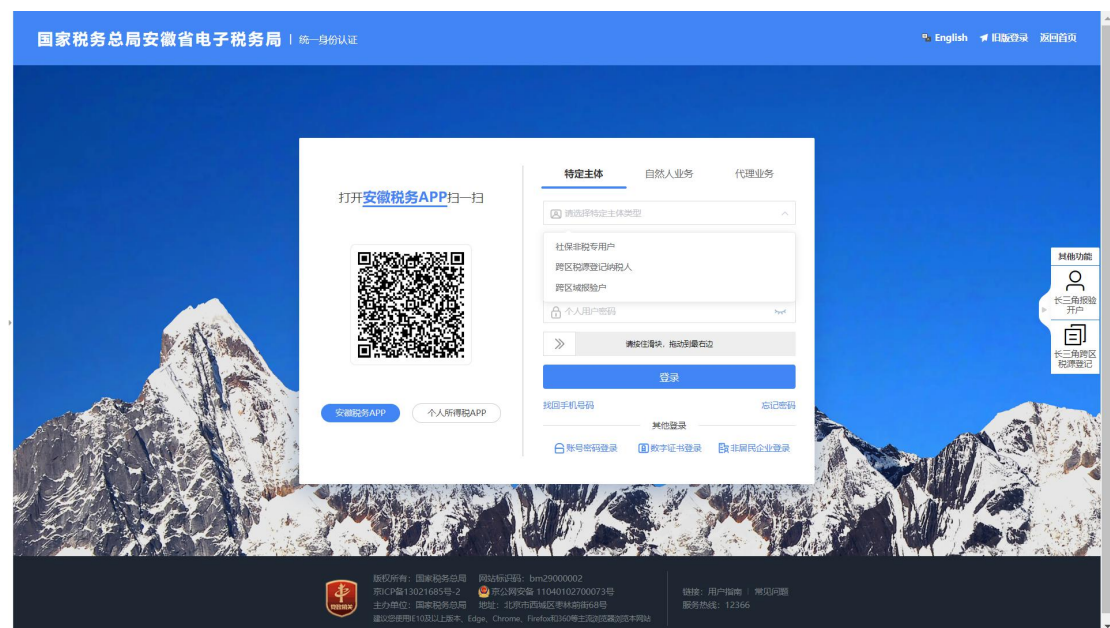 国家税务总局安徽省电子税务局 | 统一身份认证
English 旧版登录 返回首页
打开安徽税务APP扫一扫
安徽税务APP 个人所得税APP
特定主体 自然人业务 代理业务
请选择特定主体类型
社保非税专用户
跨区税源登记纳税人
跨区域报验户
个人用户密码
请按住滑块，拖动到最右边
登录
找回手机号码 忘记密码
其他登录
账号密码登录 数字证书登录 非居民企业登录
其他功能
长三角报验
开户
长三角跨区
税源登记
版权所有：国家税务总局 网站标识码：bm29000002
京ICP备13021685号-2 京公网安备 11040102700073号
主办单位：国家税务总局 地址：北京市西城区枣林前街68号
建议您使用IE10及以上版本、Edge、Chrome、Firefox和360等主流浏览器浏览本网站
链接：用户指南 | 常见问题
服务热线：12366